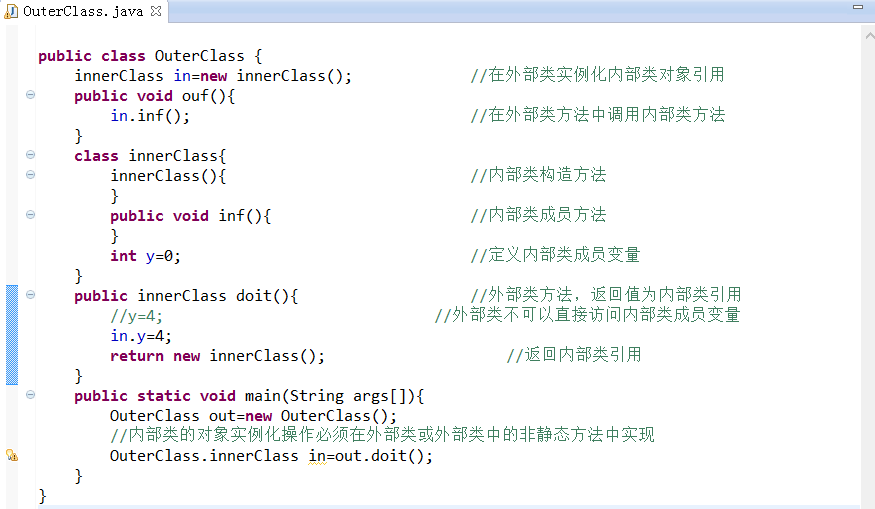 OuterClass.java
public class OuterClass {
innerClass in=new innerClass(); //在外部类实例化内部类对象引用
public void ouf(){
in.inf(); //在外部类方法中调用内部类方法
}
class innerClass{
innerClass(){ //内部类构造方法
}
public void inf(){ //内部类成员方法
}
int y=0; //定义内部类成员变量
}
public innerClass doit(){ //外部类方法，返回值为内部类引用
//y=4; //外部类不可以直接访问内部类成员变量
in.y=4;
return new innerClass(); //返回内部类引用
}
public static void main(String args[]){
OuterClass out=new OuterClass();
//内部类的对象实例化操作必须在外部类或外部类中的非静态方法中实现
OuterClass.innerClass in=out.doit();
}
}